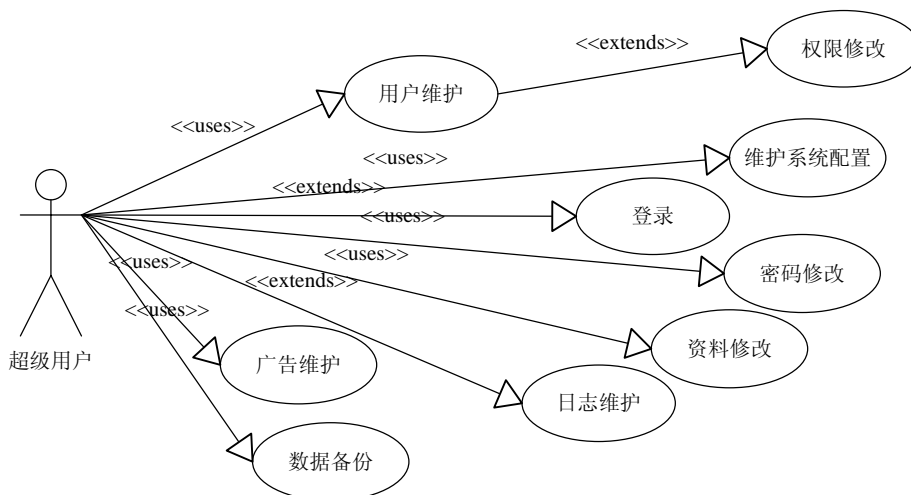 权限修改
<<extends>>
用户维护
<<uses>>
维护系统配置
<<uses>>
<<extends>>
登录
<<uses>>
<<uses>>
密码修改
<<uses>>
<<extends>>
<<uses>>
资料修改
超级用户
广告维护
日志维护
数据备份